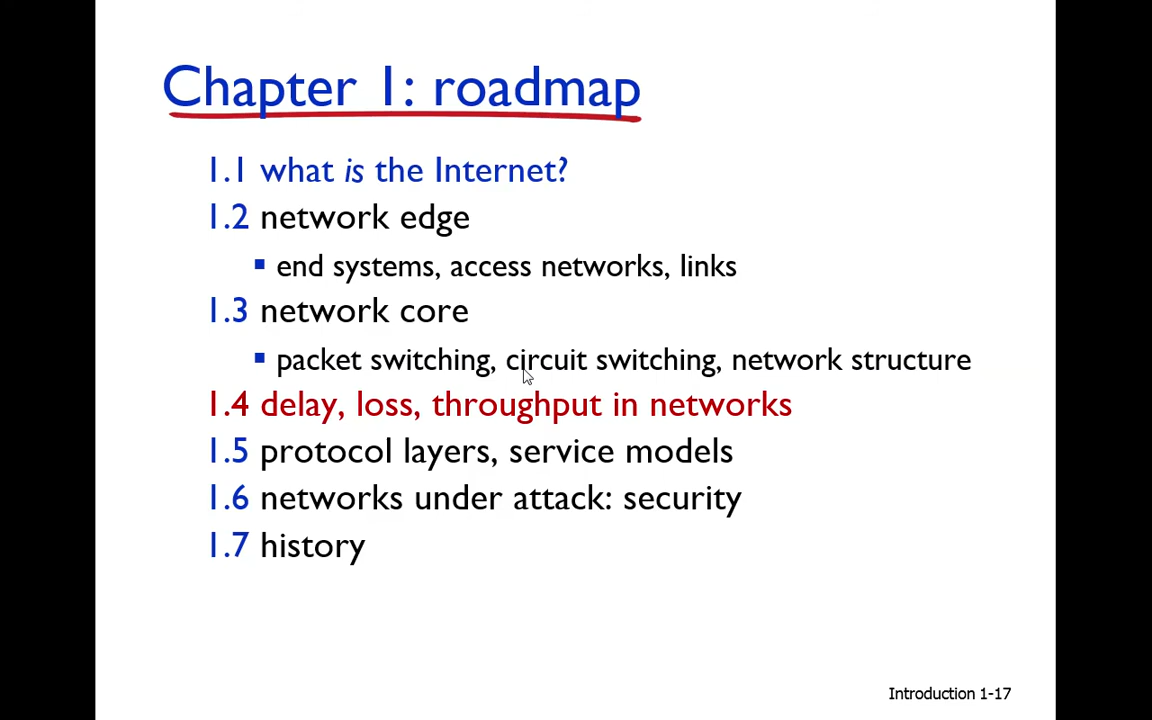 Chapter 1: roadmap
1.1 what is the Internet?
1.2 network edge
▪ end systems, access networks, links
1.3 network core
▪ packet switching, circuit switching, network structure
1.4 delay, loss, throughput in networks
1.5 protocol layers, service models
1.6 networks under attack: security
1.7 history
Introduction 1-17